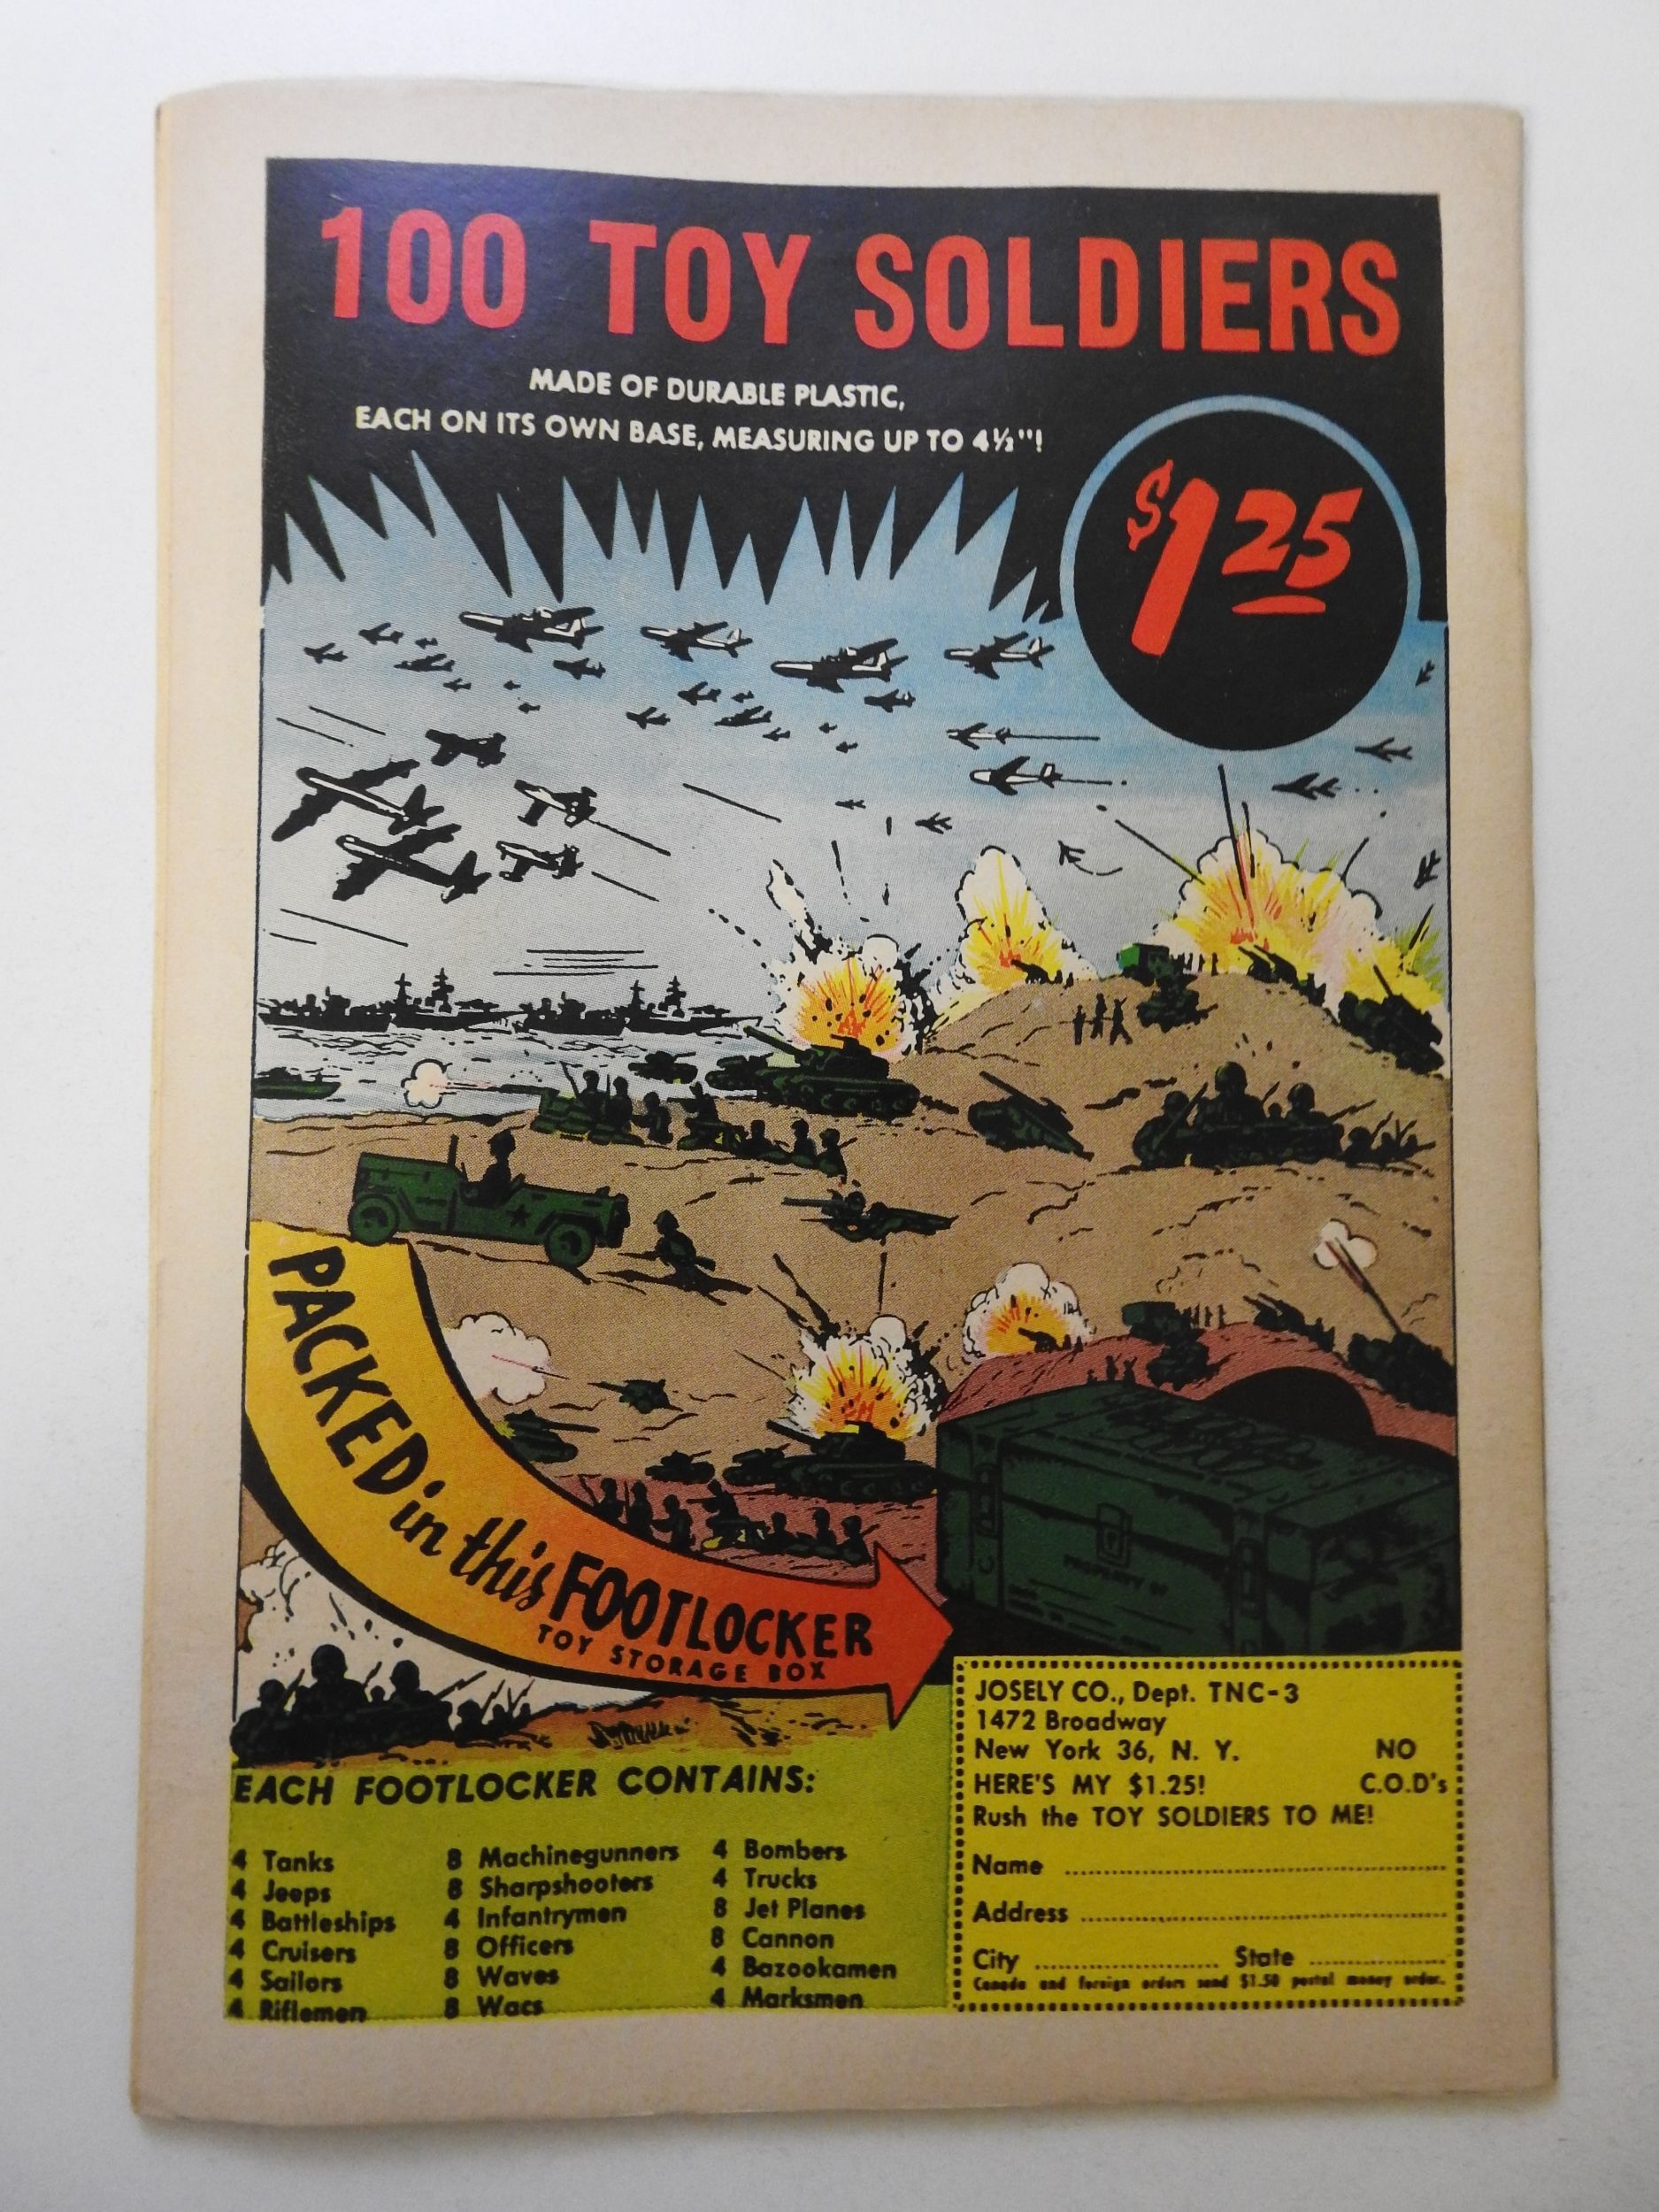 100 TOY SOLDIERS
MADE OF DURABLE PLASTIC,
EACH ON ITS OWN BASE, MEASURING UP TO 4½"!
$1 25
PACKED in this FOOTLOCKER
TOY STORAGE BOX
PROPERTY OF
JOSELY CO., Dept. TNC-3
1472 Broadway
New York 36, N. Y.
NO
C.O.D's
HERE'S MY $1.25!
Rush the TOY SOLDIERS TO ME!
Name
Address
City State
Canada and foreign orders send $1.50 postal money order.
EACH FOOTLOCKER CONTAINS:
4 Tanks
4 Jeeps
4 Battleships
4 Cruisers
4 Sailors
4 Riflemen
8 Machinegunners
8 Sharpshooters
4 Infantrymen
8 Officers
8 Waves
8 Wacs
4 Bombers
4 Trucks
8 Jet Planes
8 Cannon
4 Bazookamen
4 Marksmen